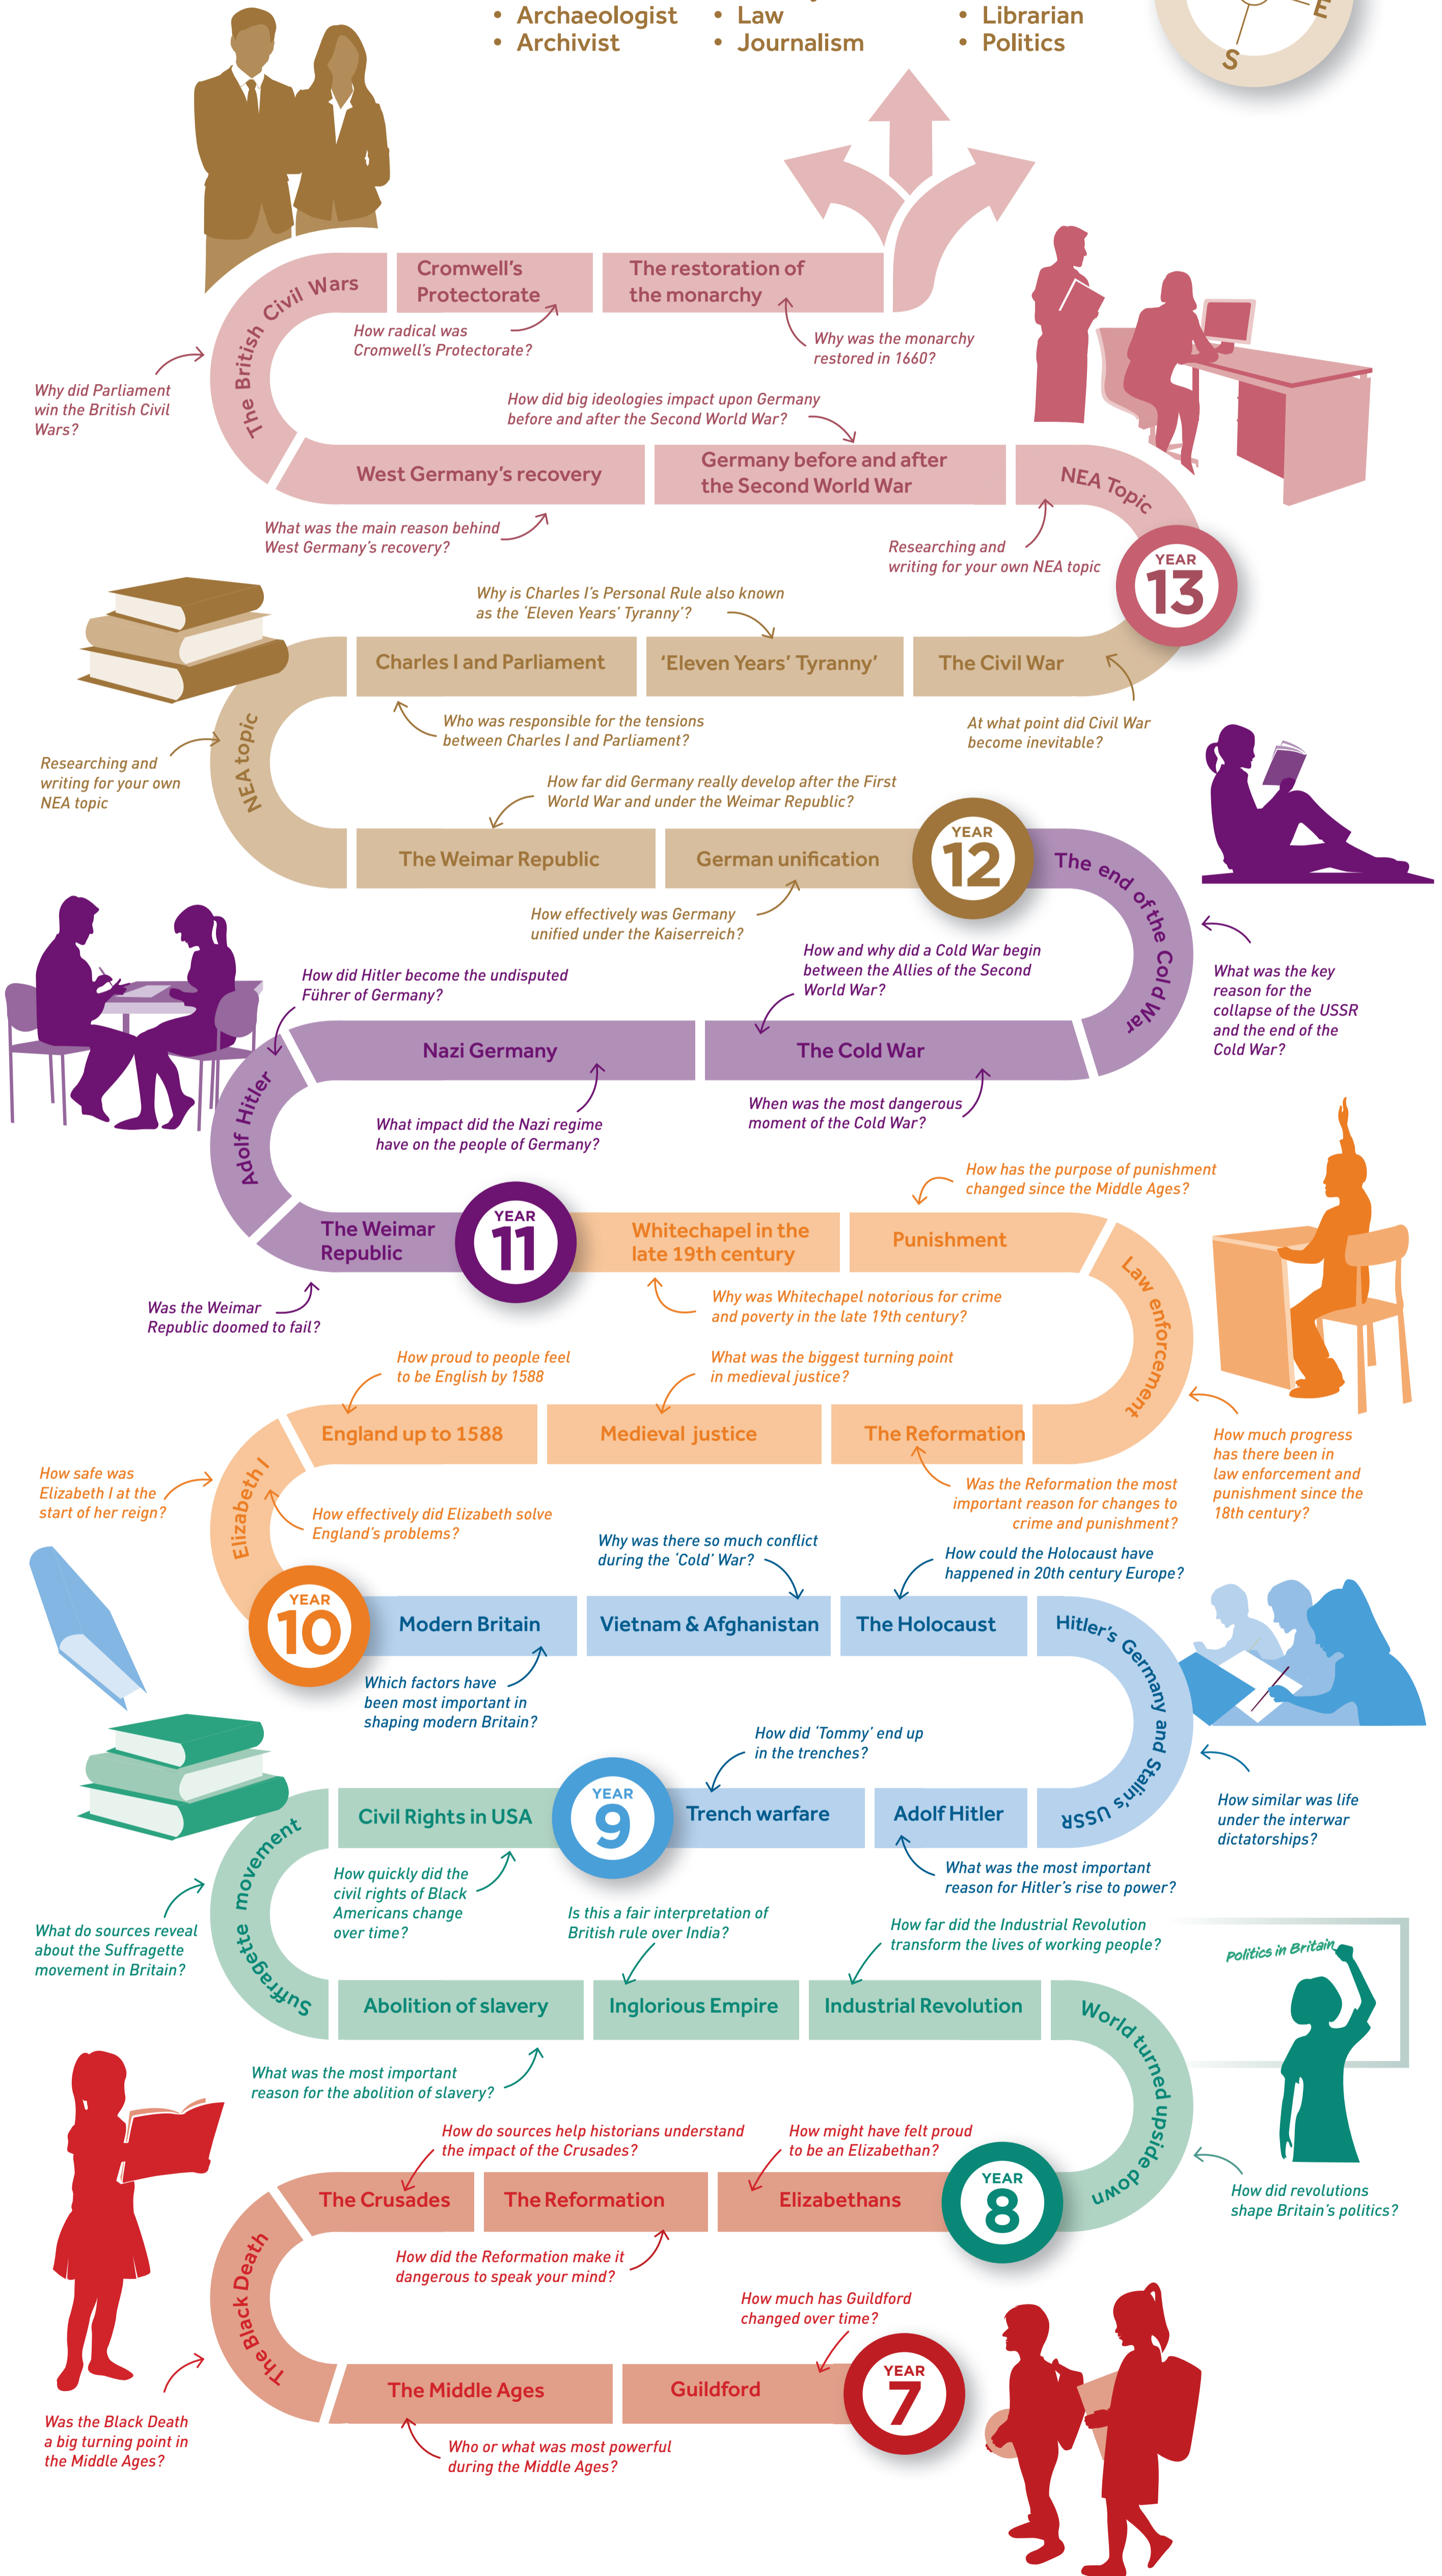 E
S
• Archaeologist
• Archivist
• Law
• Journalism
• Librarian
• Politics
The British Civil Wars
Cromwell's
Protectorate
The restoration of
the monarchy
How radical was
Cromwell's Protectorate?
Why was the monarchy
restored in 1660?
Why did Parliament
win the British Civil
Wars?
How did big ideologies impact upon Germany
before and after the Second World War?
West Germany's recovery
Germany before and after
the Second World War
NEA Topic
What was the main reason behind
West Germany's recovery?
Researching and
writing for your own NEA topic
YEAR
13
Why is Charles I's Personal Rule also known
as the 'Eleven Years' Tyranny'?
Charles I and Parliament
'Eleven Years' Tyranny'
The Civil War
Who was responsible for the tensions
between Charles I and Parliament?
At what point did Civil War
become inevitable?
NEA topic
Researching and
writing for your own
NEA topic
How far did Germany really develop after the First
World War and under the Weimar Republic?
The Weimar Republic
German unification
YEAR
12
The end of the Cold War
How effectively was Germany
unified under the Kaiserreich?
How and why did a Cold War begin
between the Allies of the Second
World War?
What was the key
reason for the
collapse of the USSR
and the end of the
Cold War?
How did Hitler become the undisputed
Führer of Germany?
Nazi Germany
The Cold War
Adolf Hitler
What impact did the Nazi regime
have on the people of Germany?
When was the most dangerous
moment of the Cold War?
How has the purpose of punishment
changed since the Middle Ages?
The Weimar
Republic
YEAR
11
Whitechapel in the
late 19th century
Punishment
Law enforcement
Was the Weimar
Republic doomed to fail?
Why was Whitechapel notorious for crime
and poverty in the late 19th century?
How proud to people feel
to be English by 1588
What was the biggest turning point
in medieval justice?
England up to 1588
Medieval justice
The Reformation
How much progress
has there been in
law enforcement and
punishment since the
18th century?
How safe was
Elizabeth I at the
start of her reign?
Elizabeth I
How effectively did Elizabeth solve
England's problems?
Was the Reformation the most
important reason for changes to
crime and punishment?
Why was there so much conflict
during the 'Cold' War?
How could the Holocaust have
happened in 20th century Europe?
YEAR
10
Modern Britain
Vietnam & Afghanistan
The Holocaust
Hitler's Germany and Stalin's USSR
Which factors have
been most important in
shaping modern Britain?
How did 'Tommy' end up
in the trenches?
How similar was life
under the interwar
dictatorships?
Civil Rights in USA
YEAR
9
Trench warfare
Adolf Hitler
Suffragette movement
How quickly did the
civil rights of Black
Americans change
over time?
What was the most important
reason for Hitler's rise to power?
What do sources reveal
about the Suffragette
movement in Britain?
Is this a fair interpretation of
British rule over India?
How far did the Industrial Revolution
transform the lives of working people?
Politics in Britain
Abolition of slavery
Inglorious Empire
Industrial Revolution
World turned upside down
What was the most important
reason for the abolition of slavery?
How do sources help historians understand
the impact of the Crusades?
How might have felt proud
to be an Elizabethan?
The Crusades
The Reformation
Elizabethans
YEAR
8
How did revolutions
shape Britain's politics?
The Black Death
How did the Reformation make it
dangerous to speak your mind?
How much has Guildford
changed over time?
The Middle Ages
Guildford
YEAR
7
Was the Black Death
a big turning point in
the Middle Ages?
Who or what was most powerful
during the Middle Ages?